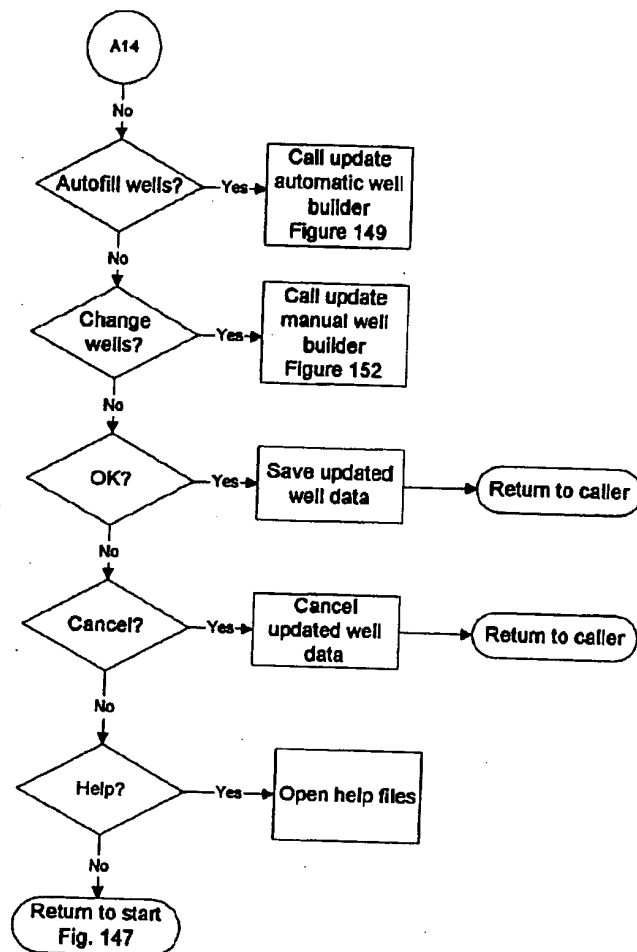 A14
No
Autofill wells?
Yes
Call update
automatic well
builder
Figure 149
No
Change
wells?
Yes
Call update
manual well
builder
Figure 152
No
OK?
Yes
Save updated
well data
Return to caller
No
Cancel?
Yes
Cancel
updated well
data
Return to caller
No
Help?
Yes
Open help files
No
Return to start
Fig. 147